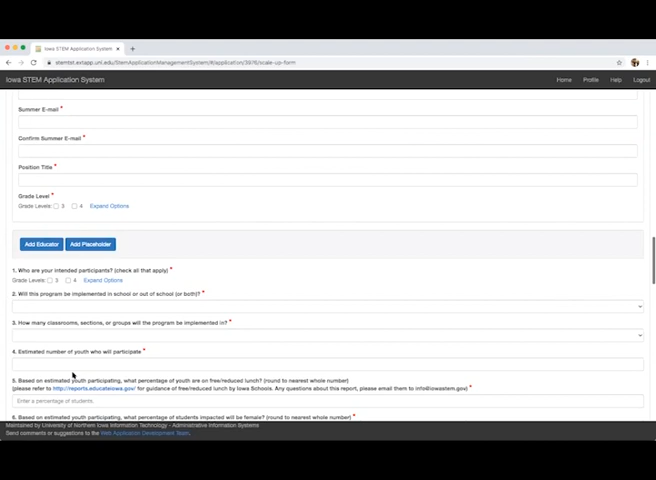 Iowa STEM Application System
stemtst.extapp.uni.edu/StemApplicationManagementSystem/#/application/3976/scale-up-form
Iowa STEM Application System Home Profile Help Logout
Summer E-mail *
Confirm Summer E-mail *
Position Title *
Grade Level *
Grade Levels: 3 4 Expand Options
Add Educator Add Placeholder
1. Who are your intended participants? (check all that apply) *
Grade Levels: 3 4 Expand Options
2. Will this program be implemented in school or out of school (or both)? *
3. How many classrooms, sections, or groups will the program be implemented in? *
4. Estimated number of youth who will participate *
5. Based on estimated youth participating, what percentage of youth are on free/reduced lunch? (round to nearest whole number)
(please refer to http://reports.educateiowa.gov/ for guidance of free/reduced lunch by Iowa Schools. Any questions about this report, please email them to info@iowastem.gov) *
Enter a percentage of students.
6. Based on estimated youth participating, what percentage of students impacted will be female? (round to nearest whole number) *
Maintained by University of Northern Iowa Information Technology - Administrative Information Systems
Send comments or suggestions to the Web Application Development Team.